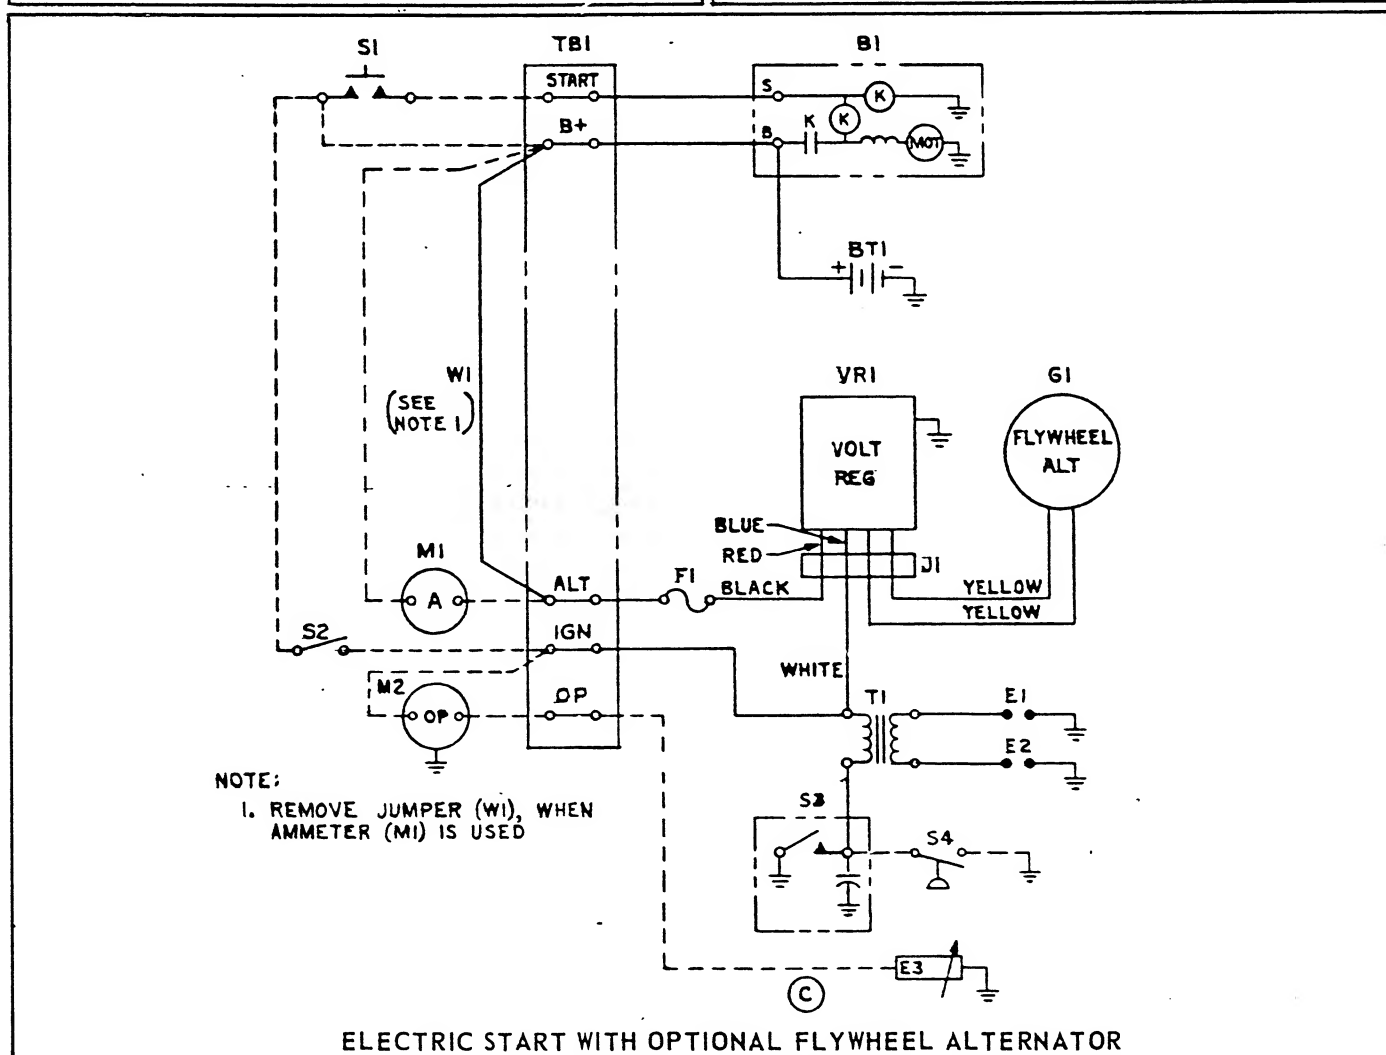 S1
TB1
B1
START
S
K
B+
K
K
B
MOT
BT1
+
-
W1
(SEE
NOTE 1)
VR1
G1
VOLT
REG
FLYWHEEL
ALT
BLUE
RED
J1
M1
ALT
F1
BLACK
YELLOW
A
YELLOW
S2
IGN
WHITE
M2
OP
T1
E1
OP
E2
NOTE:
1. REMOVE JUMPER (W1), WHEN
AMMETER (M1) IS USED
S3
S4
E3
C
ELECTRIC START WITH OPTIONAL FLYWHEEL ALTERNATOR